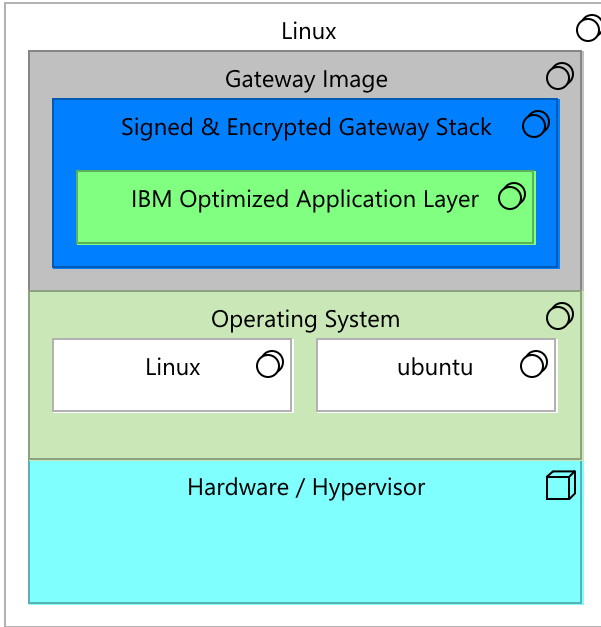 Linux
Gateway Image
Signed & Encrypted Gateway Stack
IBM Optimized Application Layer
Operating System
Linux
ubuntu
Hardware / Hypervisor